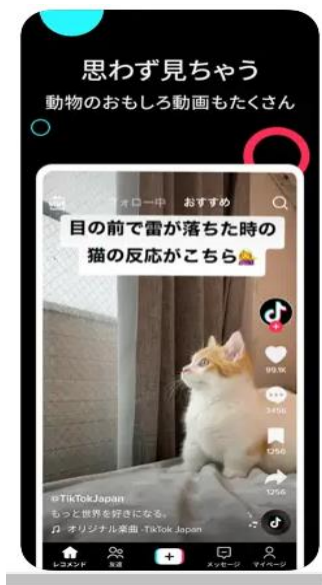 思わず見ちゃう
動物のおもしろ動画もたくさん
フォロー中 おすすめ
目の前で雷が落ちた時の
猫の反応がこちら🤷‍♀️
99.1K
3456
1256
1256
@TikTokJapan
もっと世界を好きになる。
オリジナル楽曲 -TikTok Japan
レコメンド 友達 メッセージ マイページ